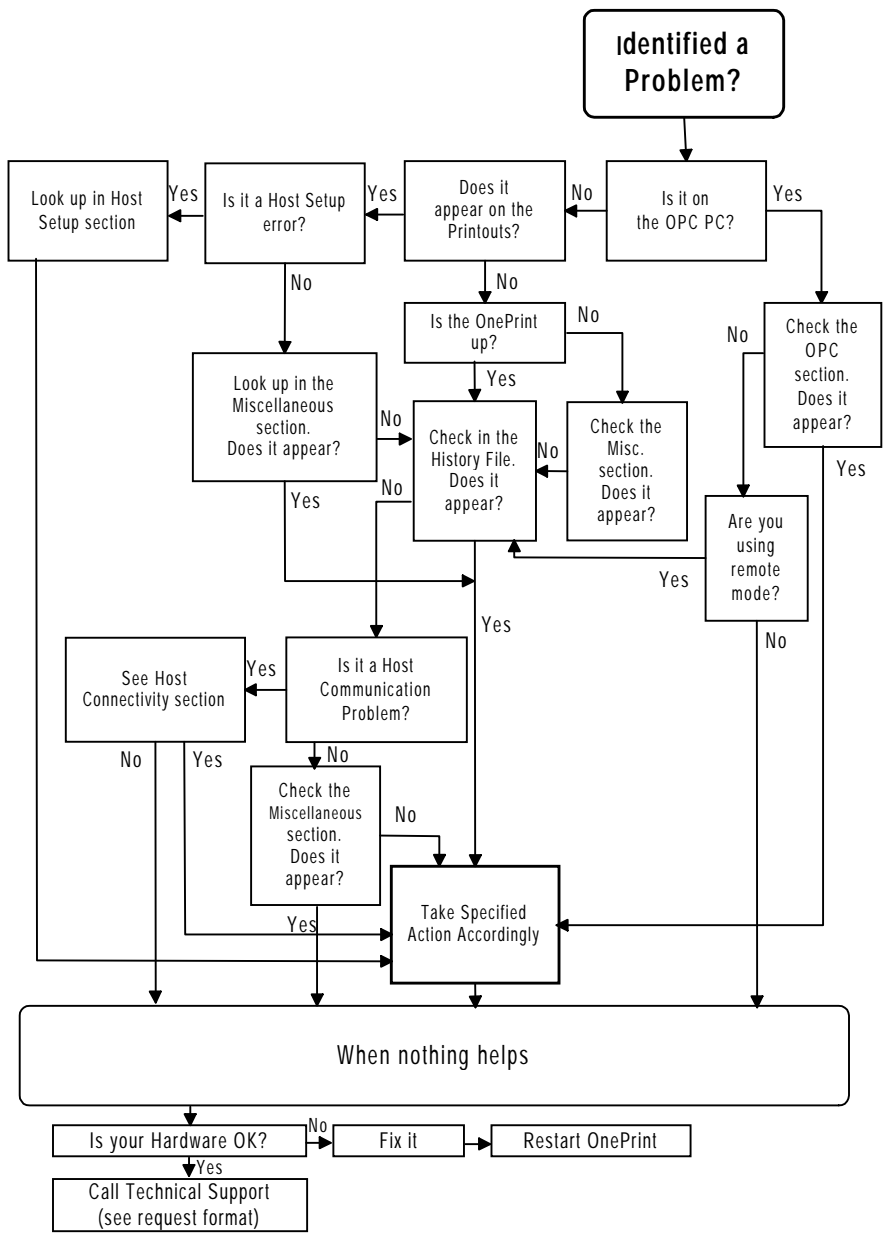 Identified a
Problem?
Look up in Host
Setup section
Yes
Is it a Host Setup
error?
Yes
Does it
appear on the
Printouts?
No
Is it on
the OPC PC?
Yes
No
No
Is the OnePrint
up?
No
No
Check the
OPC
section.
Does it
appear?
Yes
Look up in the
Miscellaneous
section.
Does it appear?
No
Check in the
History File.
Does it
appear?
No
Check the
Misc.
section.
Does it
appear?
Yes
No
Yes
Are you
using
remote
mode?
Yes
Yes
No
See Host
Connectivity section
Yes
Is it a Host
Communication
Problem?
No
Yes
No
Check the
Miscellaneous
section.
Does it
appear?
No
Yes
Take Specified
Action Accordingly
When nothing helps
Is your Hardware OK?
No
Fix it
Restart OnePrint
Yes
Call Technical Support
(see request format)